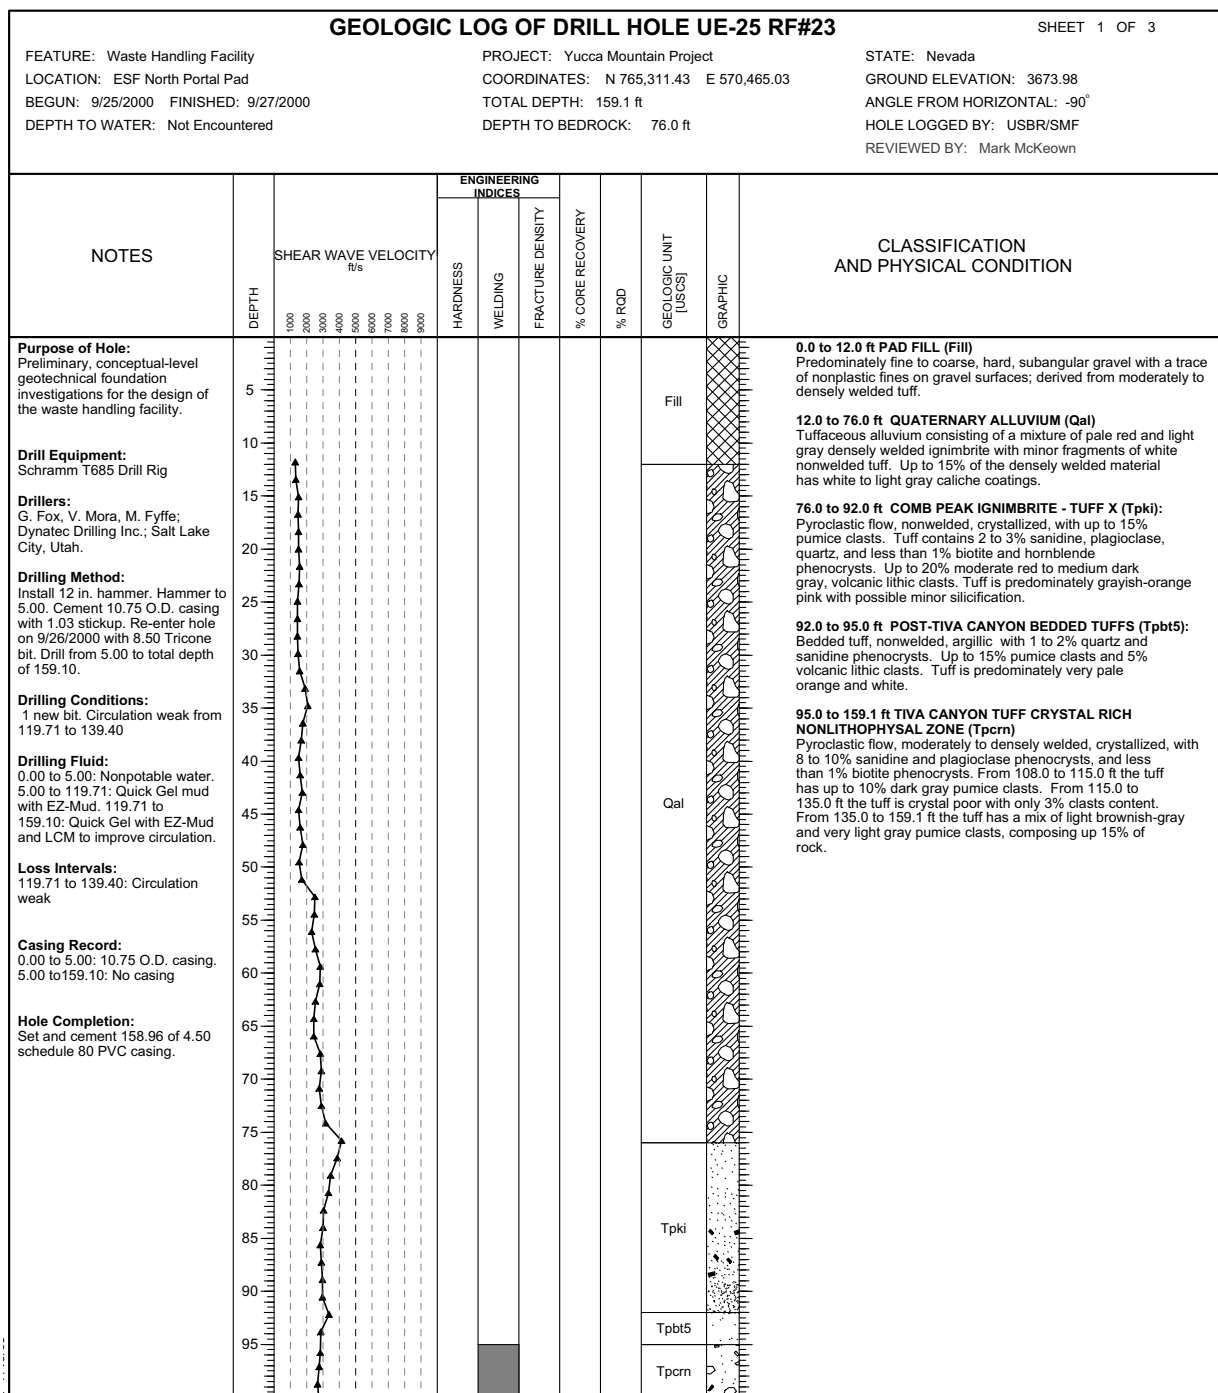 GEOLOGIC LOG OF DRILL HOLE UE-25 RF#23
SHEET 1 OF 3
FEATURE: Waste Handling Facility
PROJECT: Yucca Mountain Project
STATE: Nevada
LOCATION: ESF North Portal Pad
COORDINATES: N 765,311.43 E 570,465.03
GROUND ELEVATION: 3673.98
BEGUN: 9/25/2000 FINISHED: 9/27/2000
TOTAL DEPTH: 159.1 ft
ANGLE FROM HORIZONTAL: -90°
DEPTH TO WATER: Not Encountered
DEPTH TO BEDROCK: 76.0 ft
HOLE LOGGED BY: USBR/SMF
REVIEWED BY: Mark McKeown
NOTES
DEPTH
SHEAR WAVE VELOCITY
ft/s
1000 2000 3000 4000 5000 6000 7000 8000 9000
ENGINEERING
INDICES
HARDNESS
WELDING
FRACTURE DENSITY
% CORE RECOVERY
% RQD
GEOLOGIC UNIT
[USCS]
GRAPHIC
CLASSIFICATION
AND PHYSICAL CONDITION
Purpose of Hole:
Preliminary, conceptual-level
geotechnical foundation
investigations for the design of
the waste handling facility.
Drill Equipment:
Schramm T685 Drill Rig
Drillers:
G. Fox, V. Mora, M. Fyffe;
Dynatec Drilling Inc.; Salt Lake
City, Utah.
Drilling Method:
Install 12 in. hammer. Hammer to
5.00. Cement 10.75 O.D. casing
with 1.03 stickup. Re-enter hole
on 9/26/2000 with 8.50 Tricone
bit. Drill from 5.00 to total depth
of 159.10.
Drilling Conditions:
1 new bit. Circulation weak from
119.71 to 139.40
Drilling Fluid:
0.00 to 5.00: Nonpotable water.
5.00 to 119.71: Quick Gel mud
with EZ-Mud. 119.71 to
159.10: Quick Gel with EZ-Mud
and LCM to improve circulation.
Loss Intervals:
119.71 to 139.40: Circulation
weak
Casing Record:
0.00 to 5.00: 10.75 O.D. casing.
5.00 to159.10: No casing
Hole Completion:
Set and cement 158.96 of 4.50
schedule 80 PVC casing.
5
10
15
20
25
30
35
40
45
50
55
60
65
70
75
80
85
90
95
Fill
Qal
Tpki
Tpbt5
Tpcrn
0.0 to 12.0 ft PAD FILL (Fill)
Predominately fine to coarse, hard, subangular gravel with a trace
of nonplastic fines on gravel surfaces; derived from moderately to
densely welded tuff.
12.0 to 76.0 ft QUATERNARY ALLUVIUM (Qal)
Tuffaceous alluvium consisting of a mixture of pale red and light
gray densely welded ignimbrite with minor fragments of white
nonwelded tuff. Up to 15% of the densely welded material
has white to light gray caliche coatings.
76.0 to 92.0 ft COMB PEAK IGNIMBRITE - TUFF X (Tpki):
Pyroclastic flow, nonwelded, crystallized, with up to 15%
pumice clasts. Tuff contains 2 to 3% sanidine, plagioclase,
quartz, and less than 1% biotite and hornblende
phenocrysts. Up to 20% moderate red to medium dark
gray, volcanic lithic clasts. Tuff is predominately grayish-orange
pink with possible minor silicification.
92.0 to 95.0 ft POST-TIVA CANYON BEDDED TUFFS (Tpbt5):
Bedded tuff, nonwelded, argillic with 1 to 2% quartz and
sanidine phenocrysts. Up to 15% pumice clasts and 5%
volcanic lithic clasts. Tuff is predominately very pale
orange and white.
95.0 to 159.1 ft TIVA CANYON TUFF CRYSTAL RICH
NONLITHOPHYSAL ZONE (Tpcrn)
Pyroclastic flow, moderately to densely welded, crystallized, with
8 to 10% sanidine and plagioclase phenocrysts, and less
than 1% biotite phenocrysts. From 108.0 to 115.0 ft the tuff
has up to 10% dark gray pumice clasts. From 115.0 to
135.0 ft the tuff is crystal poor with only 3% clasts content.
From 135.0 to 159.1 ft the tuff has a mix of light brownish-gray
and very light gray pumice clasts, composing up 15% of
rock.